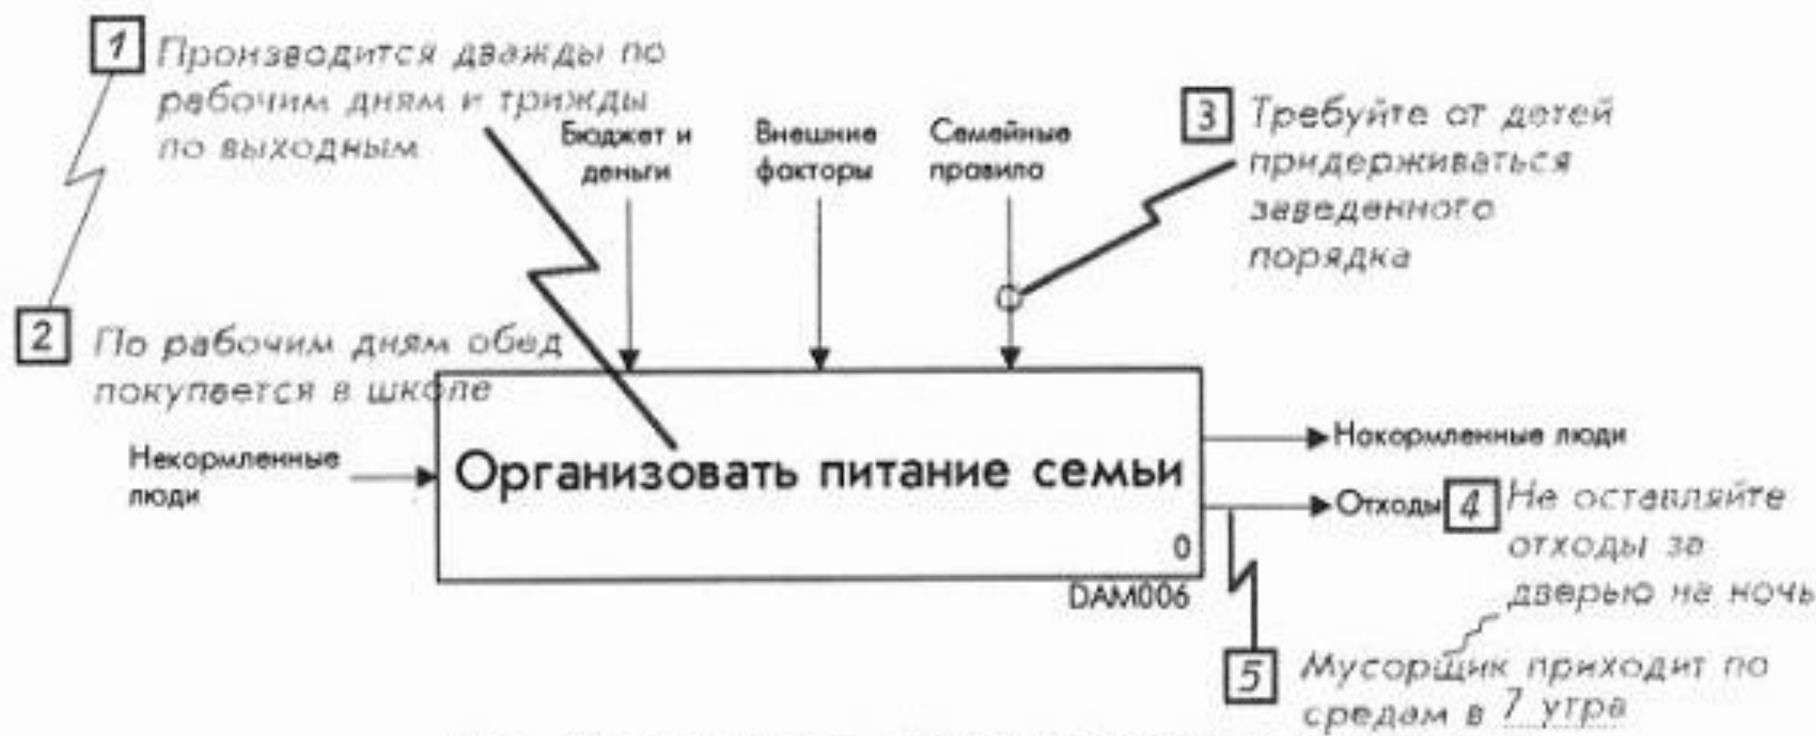 1 Производится дважды по
рабочим дням и трижды
по выходным
Бюджет и
деньги
Внешние
факторы
Семейные
правила
3 Требуйте от детей
придерживаться
заведенного
порядка
2 По рабочим дням обед
покупается в школе
Некормленные
люди
Организовать питание семьи
0
DAM006
Накормленные люди
Отходы
4 Не оставляйте
отходы за
дверью на ночь
5 Мусорщик приходит по
средам в 7 утра